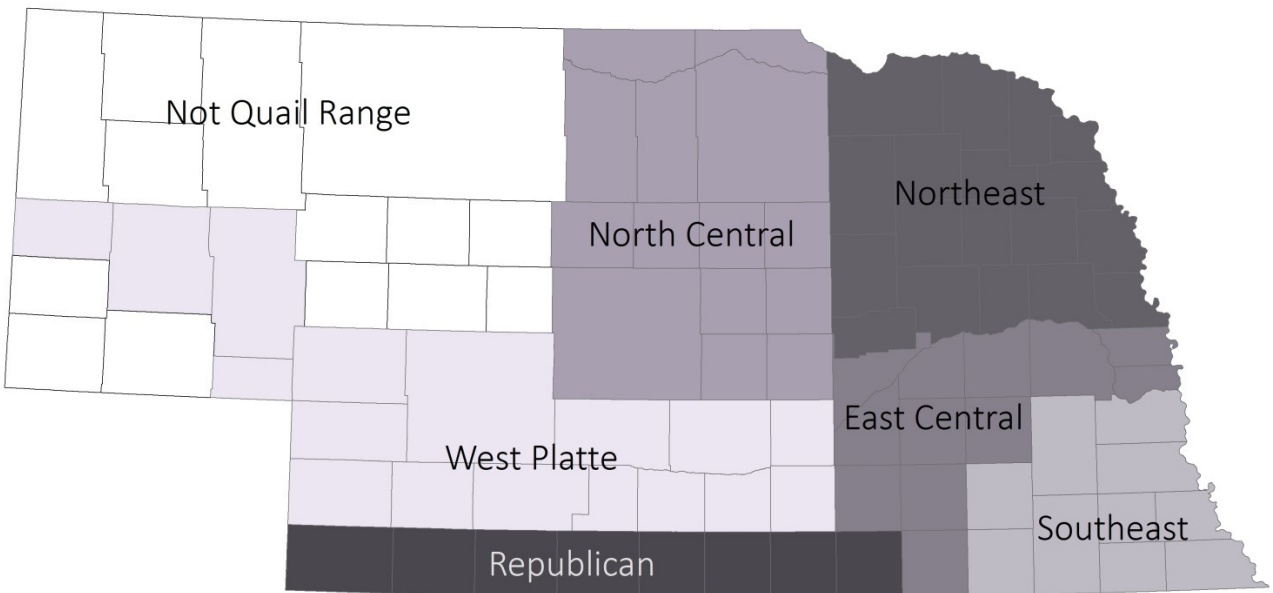 Not Quail Range
Northeast
North Central
East Central
West Platte
Southeast
Republican